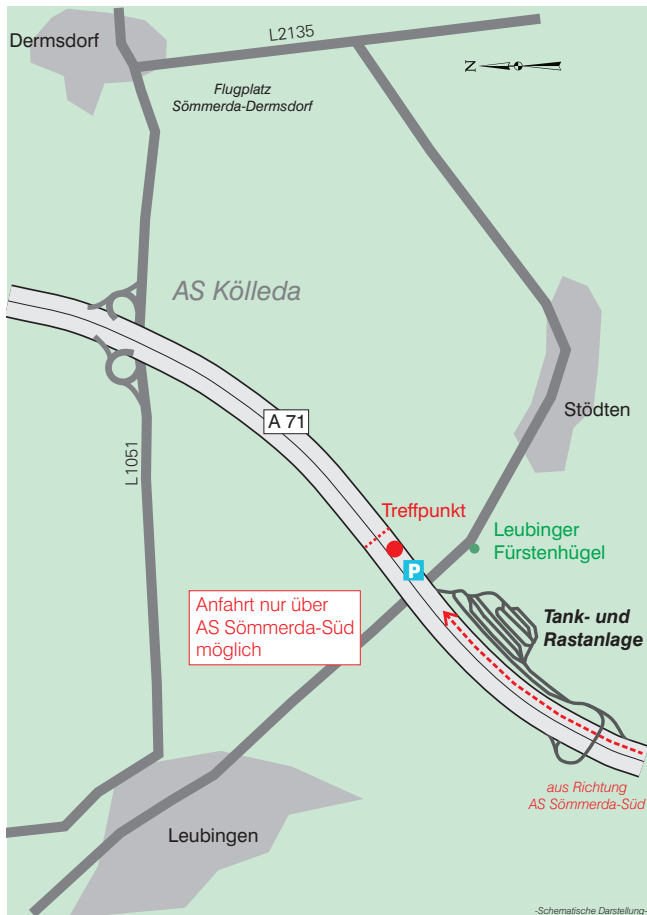 Dermsdorf
L2135
N
Flugplatz
Sömmerda-Dermsdorf
AS Kölleda
Stödten
A 71
L1051
Treffpunkt
Leubinger
Fürstenhügel
P
Anfahrt nur über
AS Sömmerda-Süd
möglich
Tank- und
Rastanlage
aus Richtung
AS Sömmerda-Süd
Leubingen
-Schematische Darstellung-